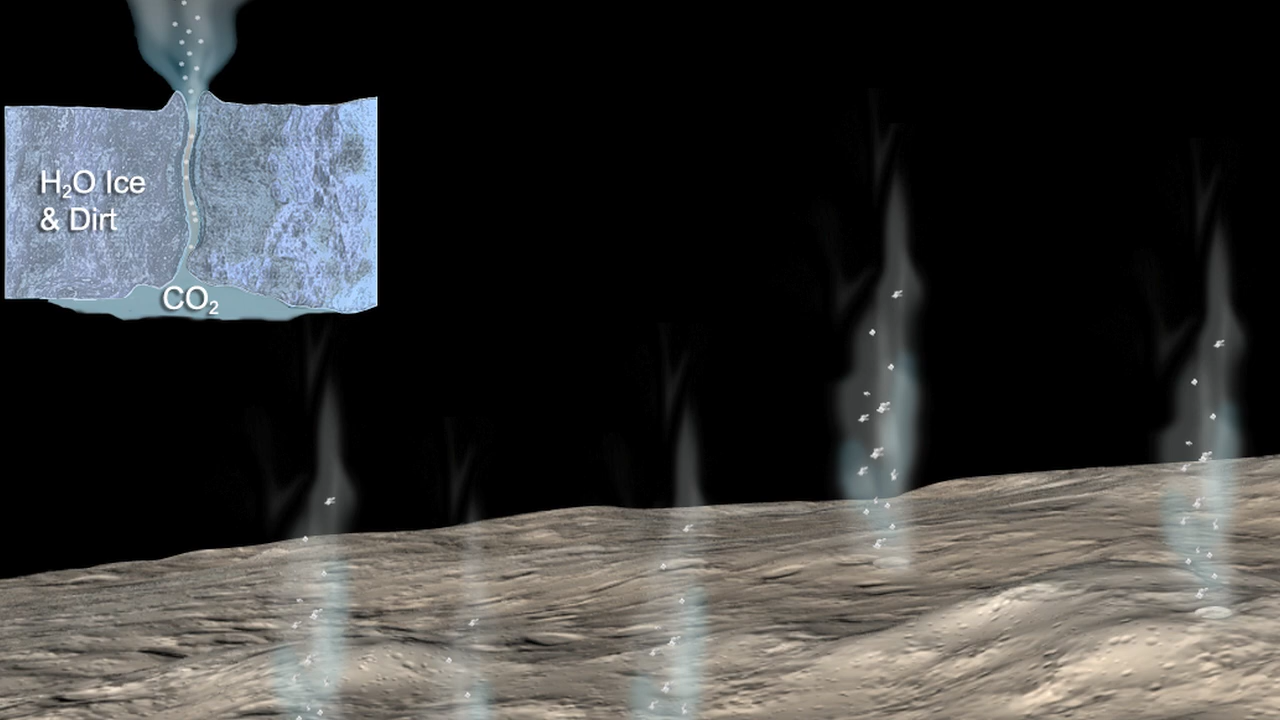 H₂O Ice
& Dirt
CO₂